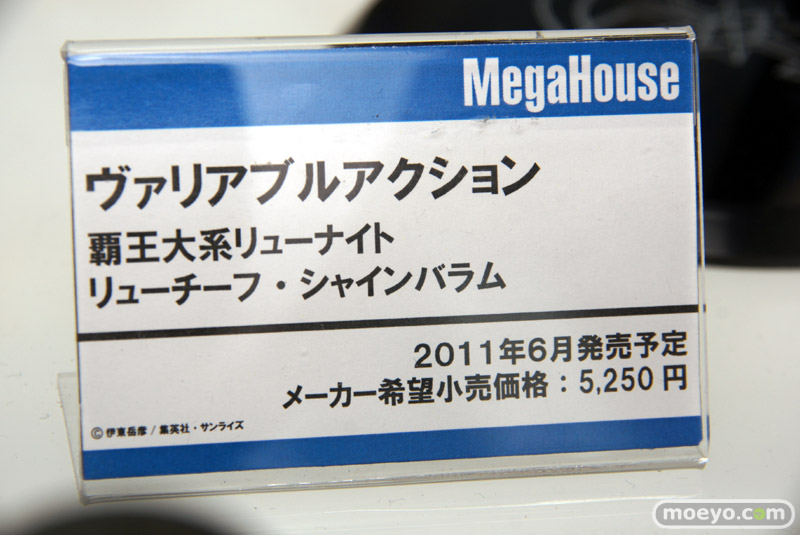 MegaHouse
ヴァリアブルアクション
覇王大系リューナイト
リューチーフ・シャインバラム
2011年6月発売予定
メーカー希望小売価格：5,250円
©伊東岳彦/集英社・サンライズ
moeyo.com